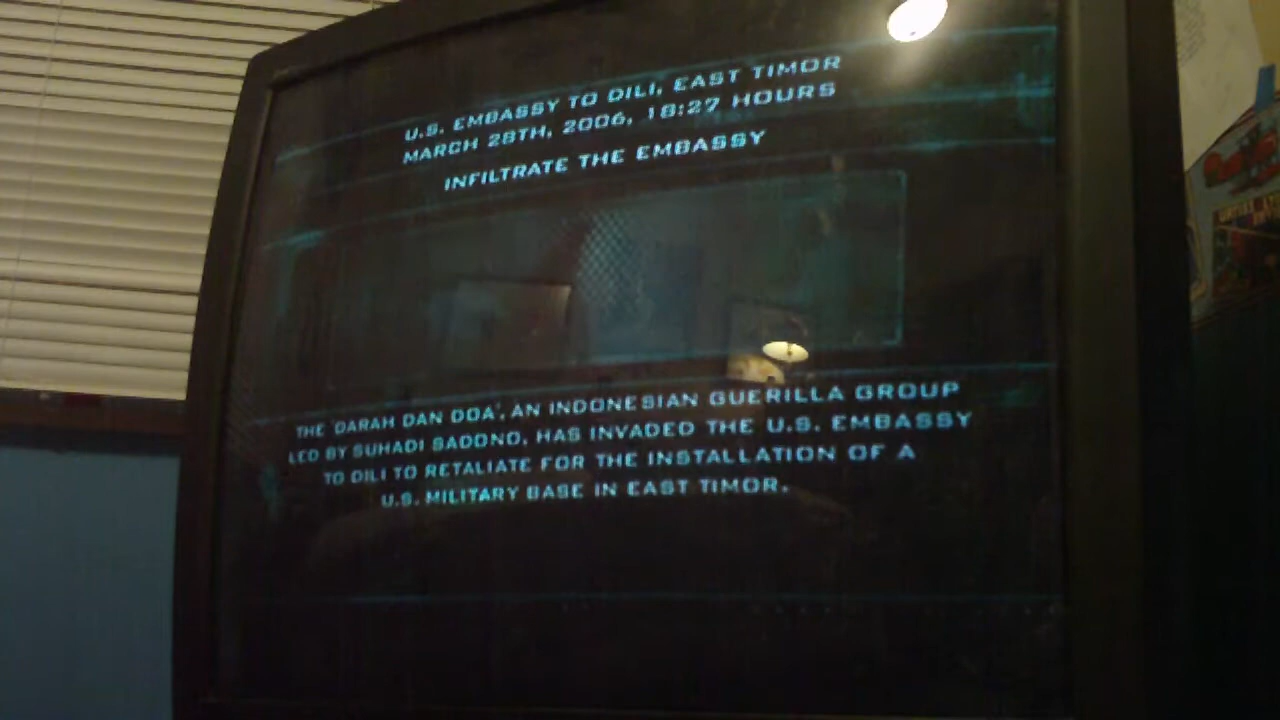 U.S. EMBASSY TO DILI, EAST TIMOR
MARCH 28TH, 2006, 18:27 HOURS
INFILTRATE THE EMBASSY
THE 'DARAH DAN DOA', AN INDONESIAN GUERILLA GROUP
LED BY SUHADI SADONO, HAS INVADED THE U.S. EMBASSY
TO DILI TO RETALIATE FOR THE INSTALLATION OF A
U.S. MILITARY BASE IN EAST TIMOR.